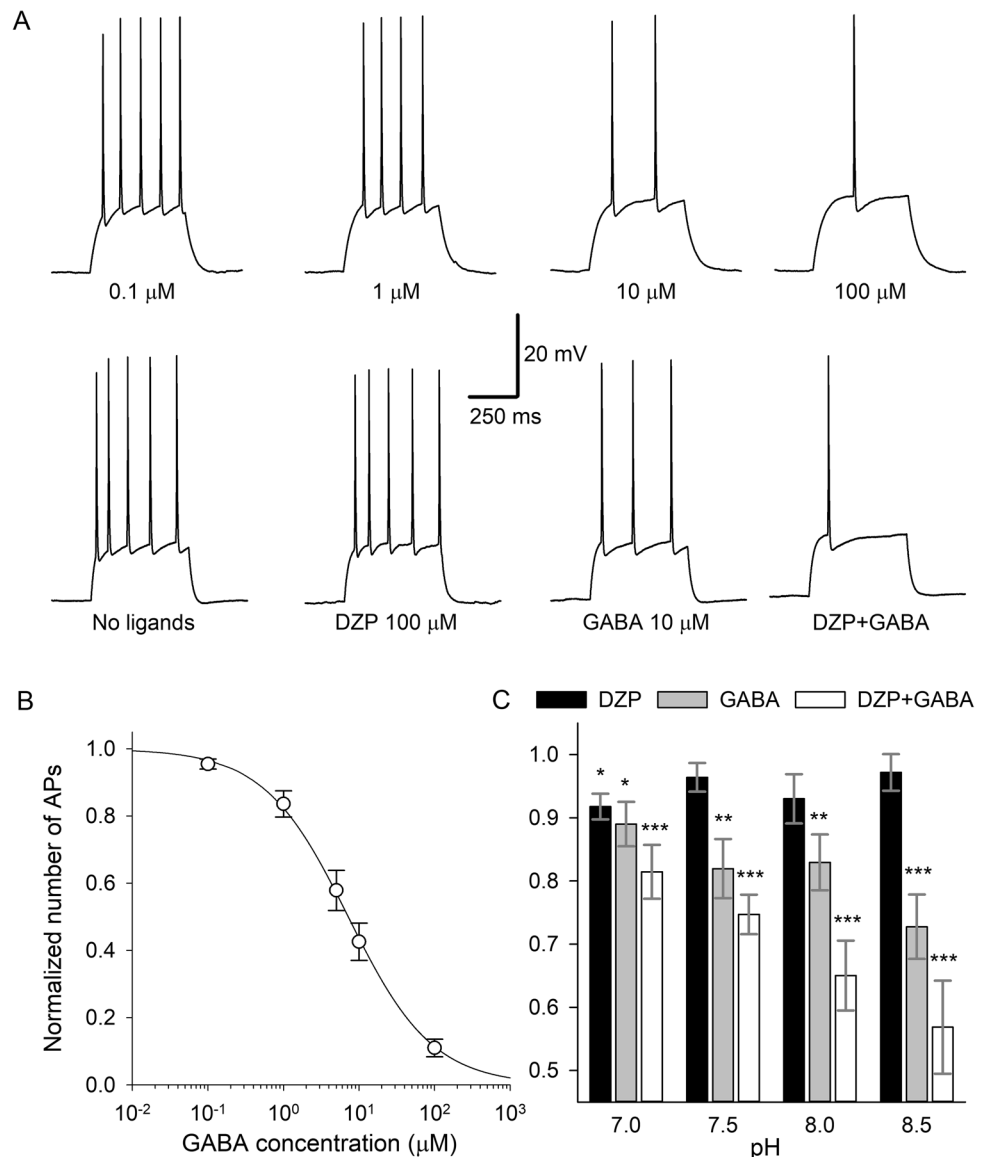 A
0.1 μM
1 μM
10 μM
100 μM
20 mV
250 ms
No ligands
DZP 100 μM
GABA 10 μM
DZP+GABA
B
Normalized number of APs
1.0
0.8
0.6
0.4
0.2
0.0
10⁻² 10⁻¹ 10⁰ 10¹ 10² 10³
GABA concentration (μM)
C
DZP GABA DZP+GABA
1.0
0.9
0.8
0.7
0.6
0.5
* * ***
** ***
** ***
*** ***
7.0 7.5 8.0 8.5
pH